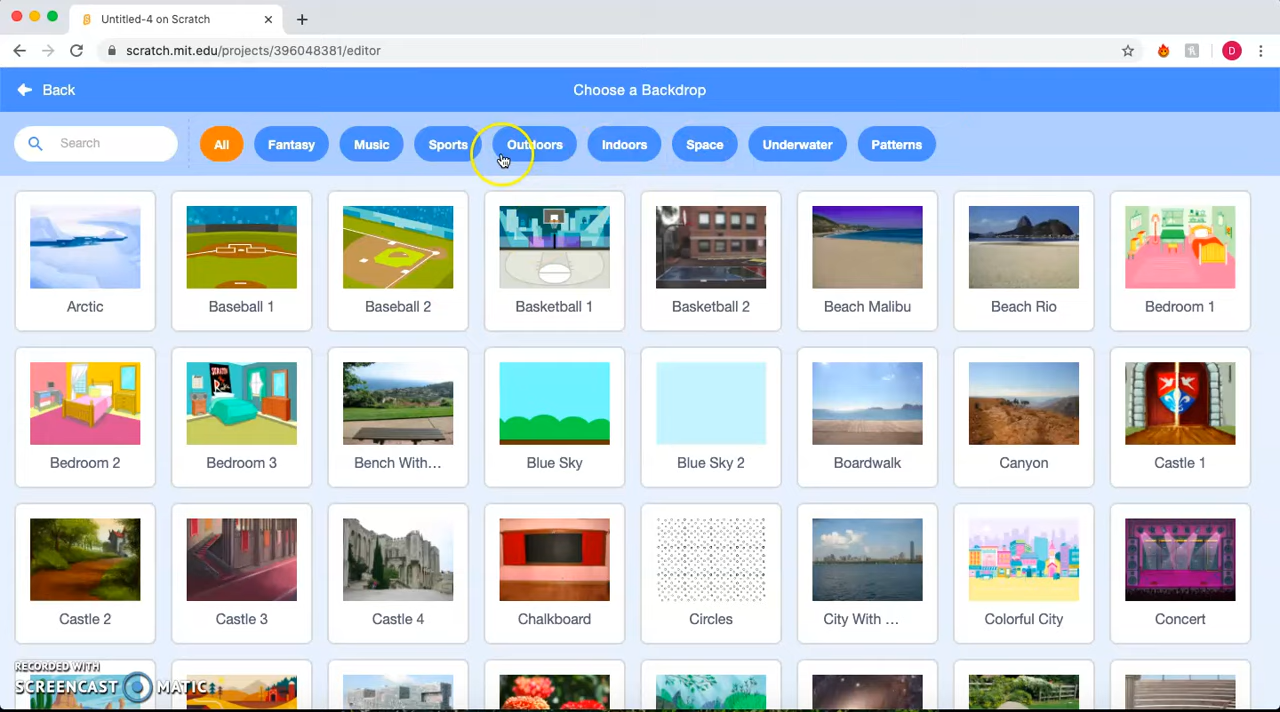 Untitled-4 on Scratch
scratch.mit.edu/projects/396048381/editor
D
Back
Choose a Backdrop
Search
All
Fantasy
Music
Sports
Outdoors
Indoors
Space
Underwater
Patterns
Arctic
Baseball 1
Baseball 2
Basketball 1
Basketball 2
Beach Malibu
Beach Rio
Bedroom 1
Bedroom 2
Bedroom 3
Bench With...
Blue Sky
Blue Sky 2
Boardwalk
Canyon
Castle 1
Castle 2
Castle 3
Castle 4
Chalkboard
Circles
City With ...
Colorful City
Concert
RECORDED WITH
SCREENCAST MATIC